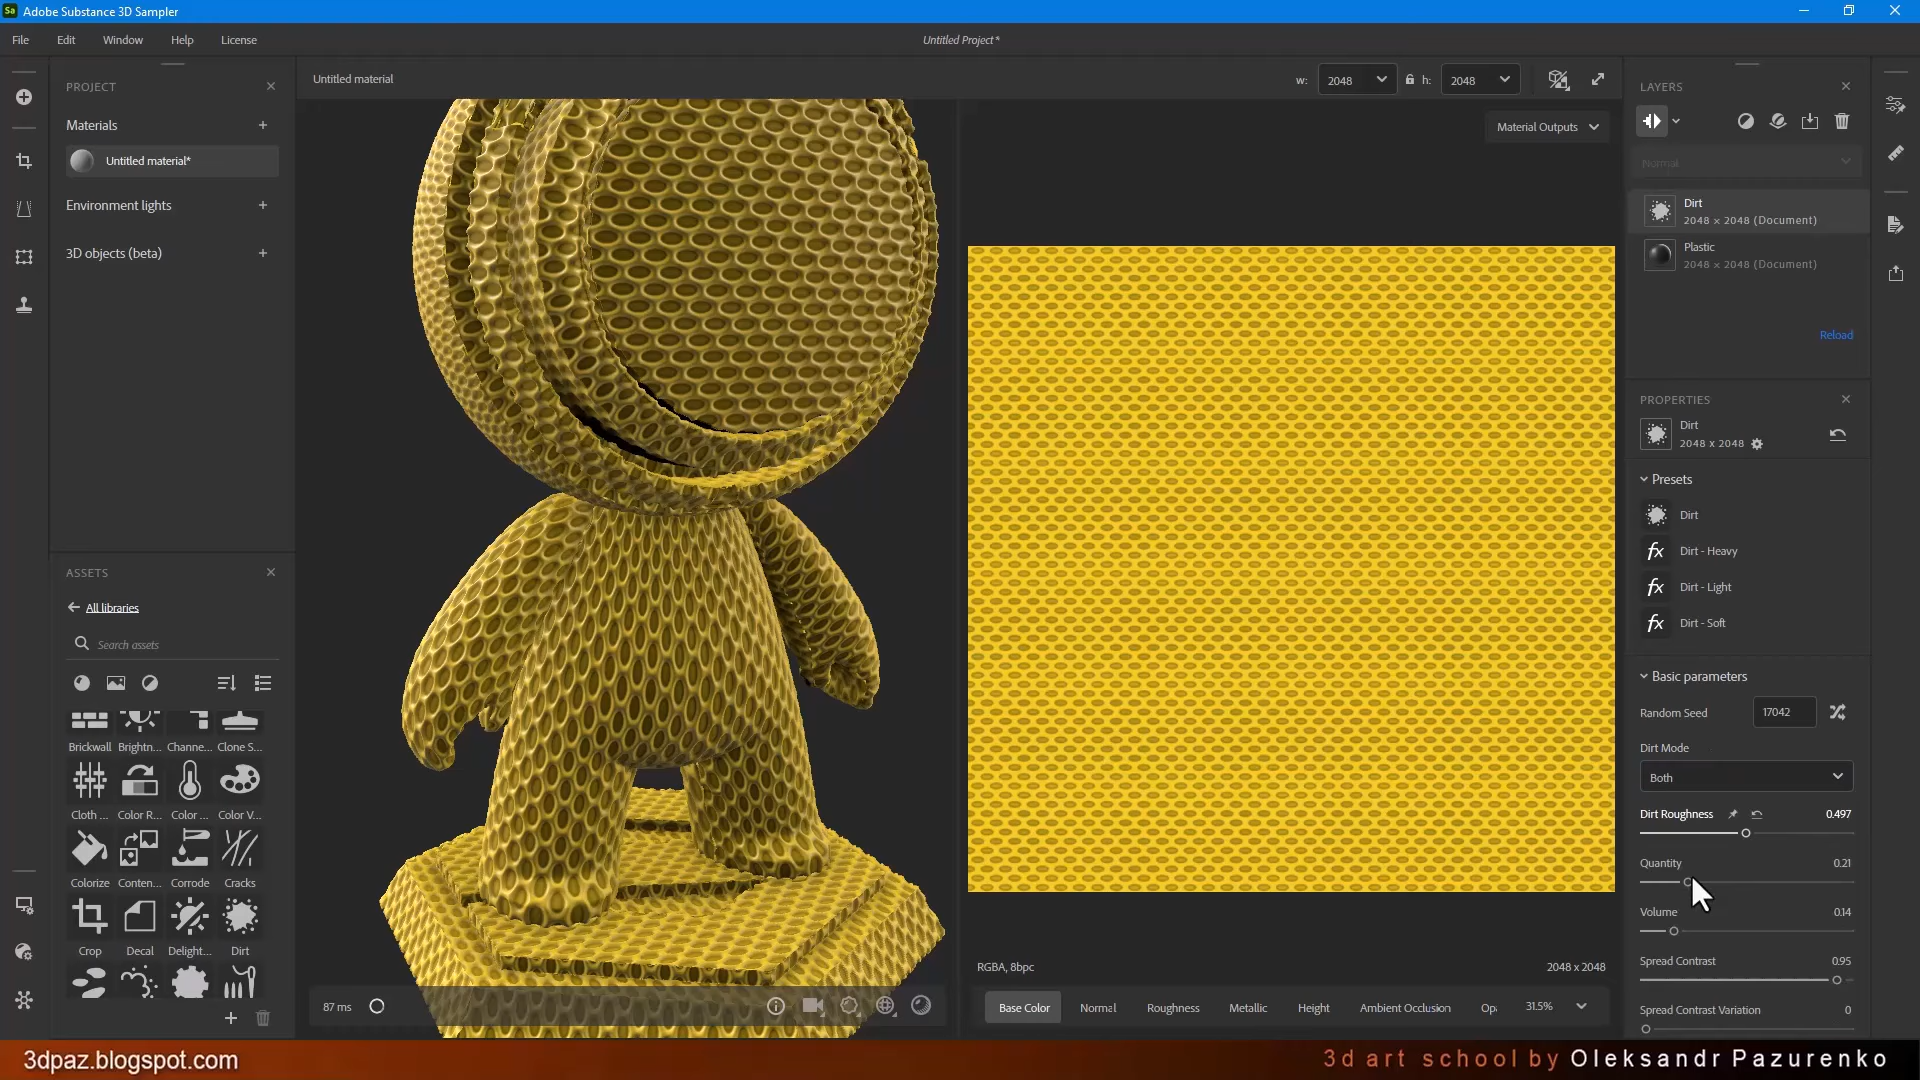 Sa Adobe Substance 3D Sampler
File Edit Window Help License
Untitled Project*
PROJECT
Materials
Untitled material*
Environment lights
3D objects (beta)
ASSETS
All libraries
Search assets
Brickwall Brightn... Channe... Clone S...
Cloth ... Color R... Color ... Color V...
Colorize Conten... Corrode Cracks
Crop Decal Delight... Dirt
Untitled material
w: 2048 h: 2048
Material Outputs
87 ms
RGBA, 8bpc
2048 x 2048
Base Color Normal Roughness Metallic Height Ambient Occlusion Op 31.5%
LAYERS
Normal
Dirt
2048 x 2048 (Document)
Plastic
2048 x 2048 (Document)
Reload
PROPERTIES
Dirt
2048 x 2048
Presets
Dirt
fx Dirt - Heavy
fx Dirt - Light
fx Dirt - Soft
Basic parameters
Random Seed 17042
Dirt Mode
Both
Dirt Roughness 0.497
Quantity 0.21
Volume 0.14
Spread Contrast 0.95
Spread Contrast Variation 0
3dpaz.blogspot.com
3d art school by Oleksandr Pazurenko